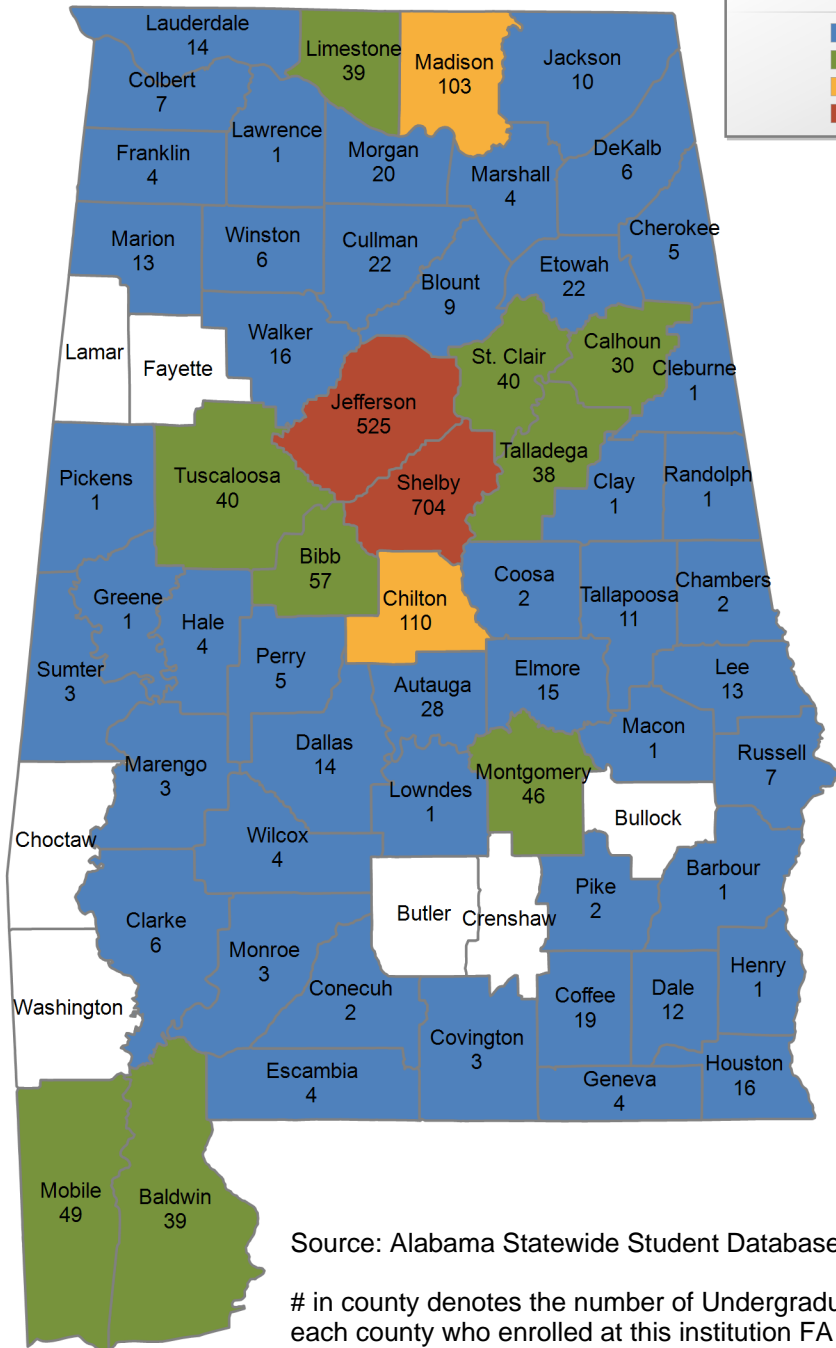 Lauderdale
14
Limestone
39
Madison
103
Jackson
10
Colbert
7
Lawrence
1
Franklin
4
Morgan
20
Marshall
4
DeKalb
6
Cherokee
5
Marion
13
Winston
6
Cullman
22
Blount
9
Etowah
22
Lamar
Fayette
Walker
16
St. Clair
40
Calhoun
30
Cleburne
1
Jefferson
525
Talladega
38
Shelby
704
Pickens
1
Tuscaloosa
40
Clay
1
Randolph
1
Bibb
57
Chilton
110
Coosa
2
Tallapoosa
11
Chambers
2
Greene
1
Hale
4
Sumter
3
Perry
5
Autauga
28
Elmore
15
Lee
13
Marengo
3
Dallas
14
Lowndes
1
Montgomery
46
Macon
1
Russell
7
Choctaw
Wilcox
4
Bullock
Butler
Crenshaw
Pike
2
Barbour
1
Clarke
6
Monroe
3
Conecuh
2
Henry
1
Washington
Coffee
19
Dale
12
Covington
3
Escambia
4
Geneva
4
Houston
16
Mobile
49
Baldwin
39
Source: Alabama Statewide Student Database
# in county denotes the number of Undergradu
each county who enrolled at this institution FA